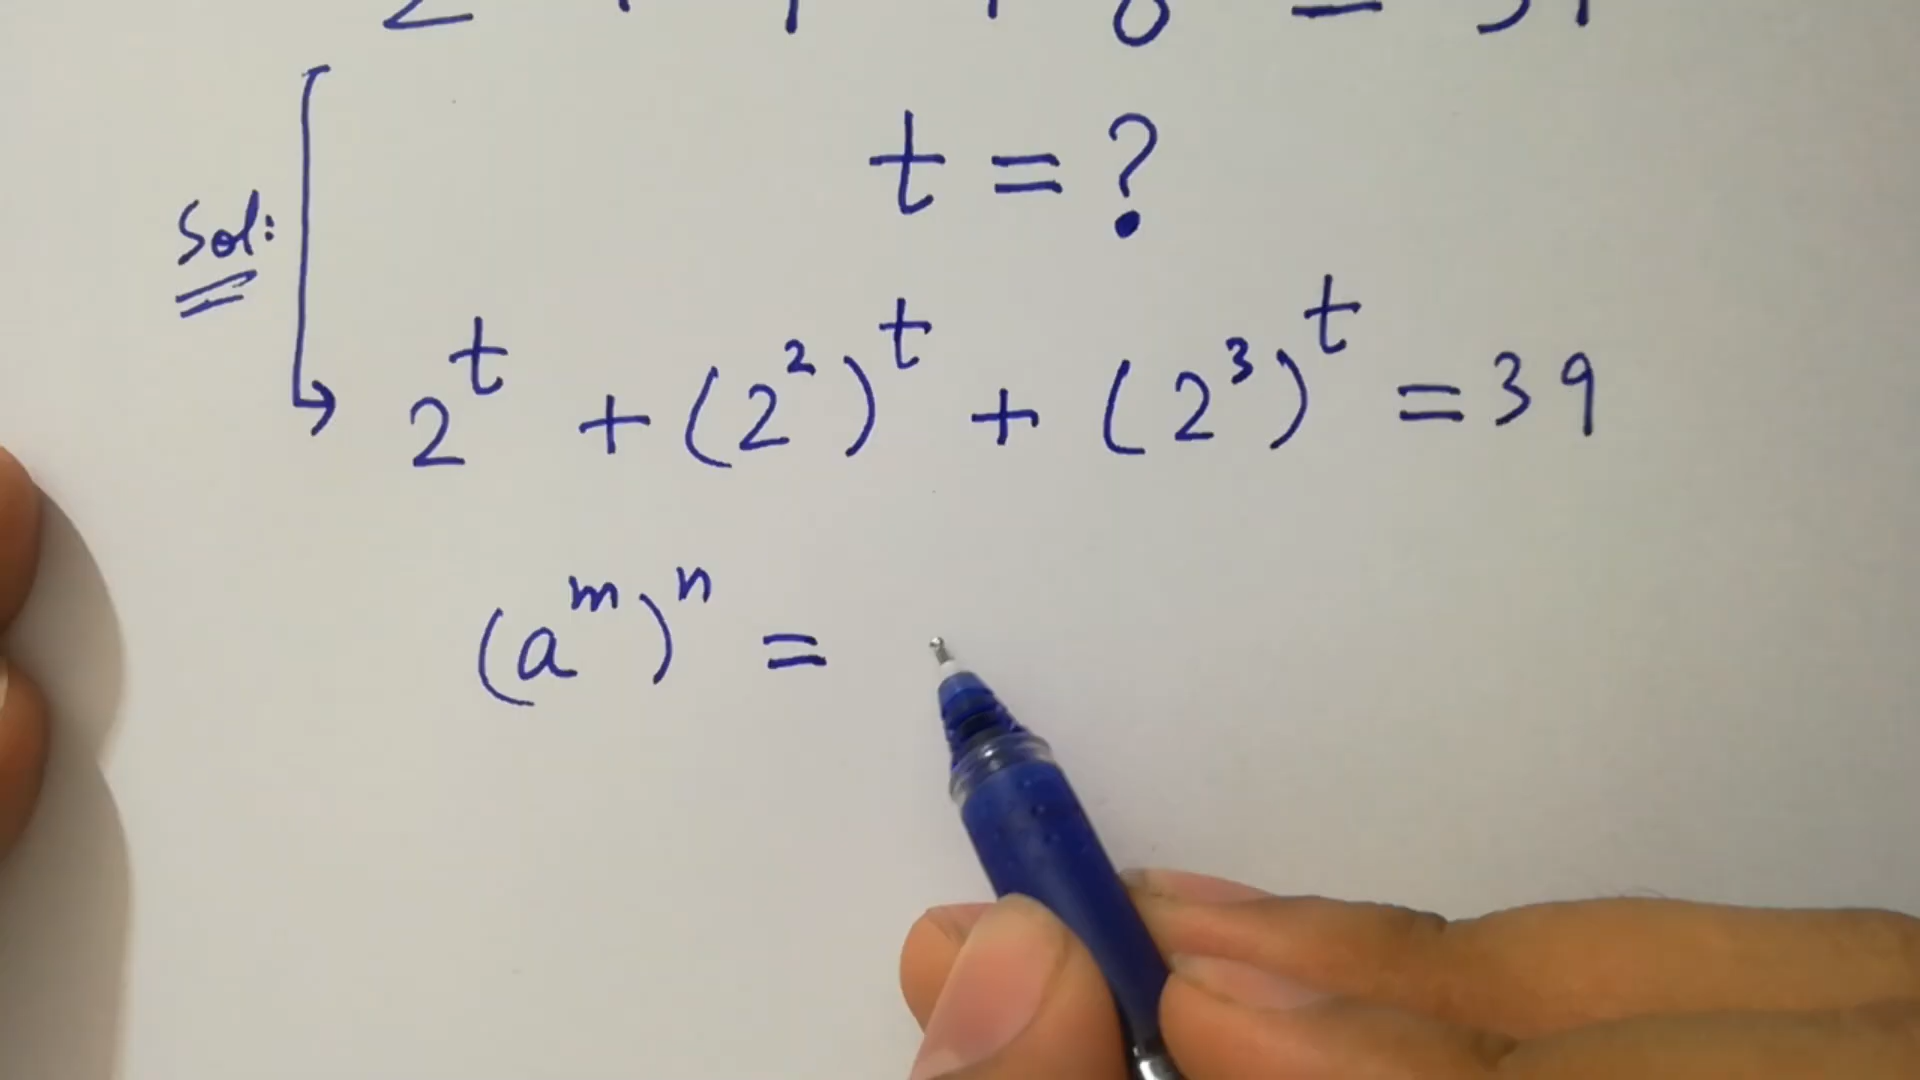 t = ?
Sol:
2^t + (2^2)^t + (2^3)^t = 39
(a^m)^n =